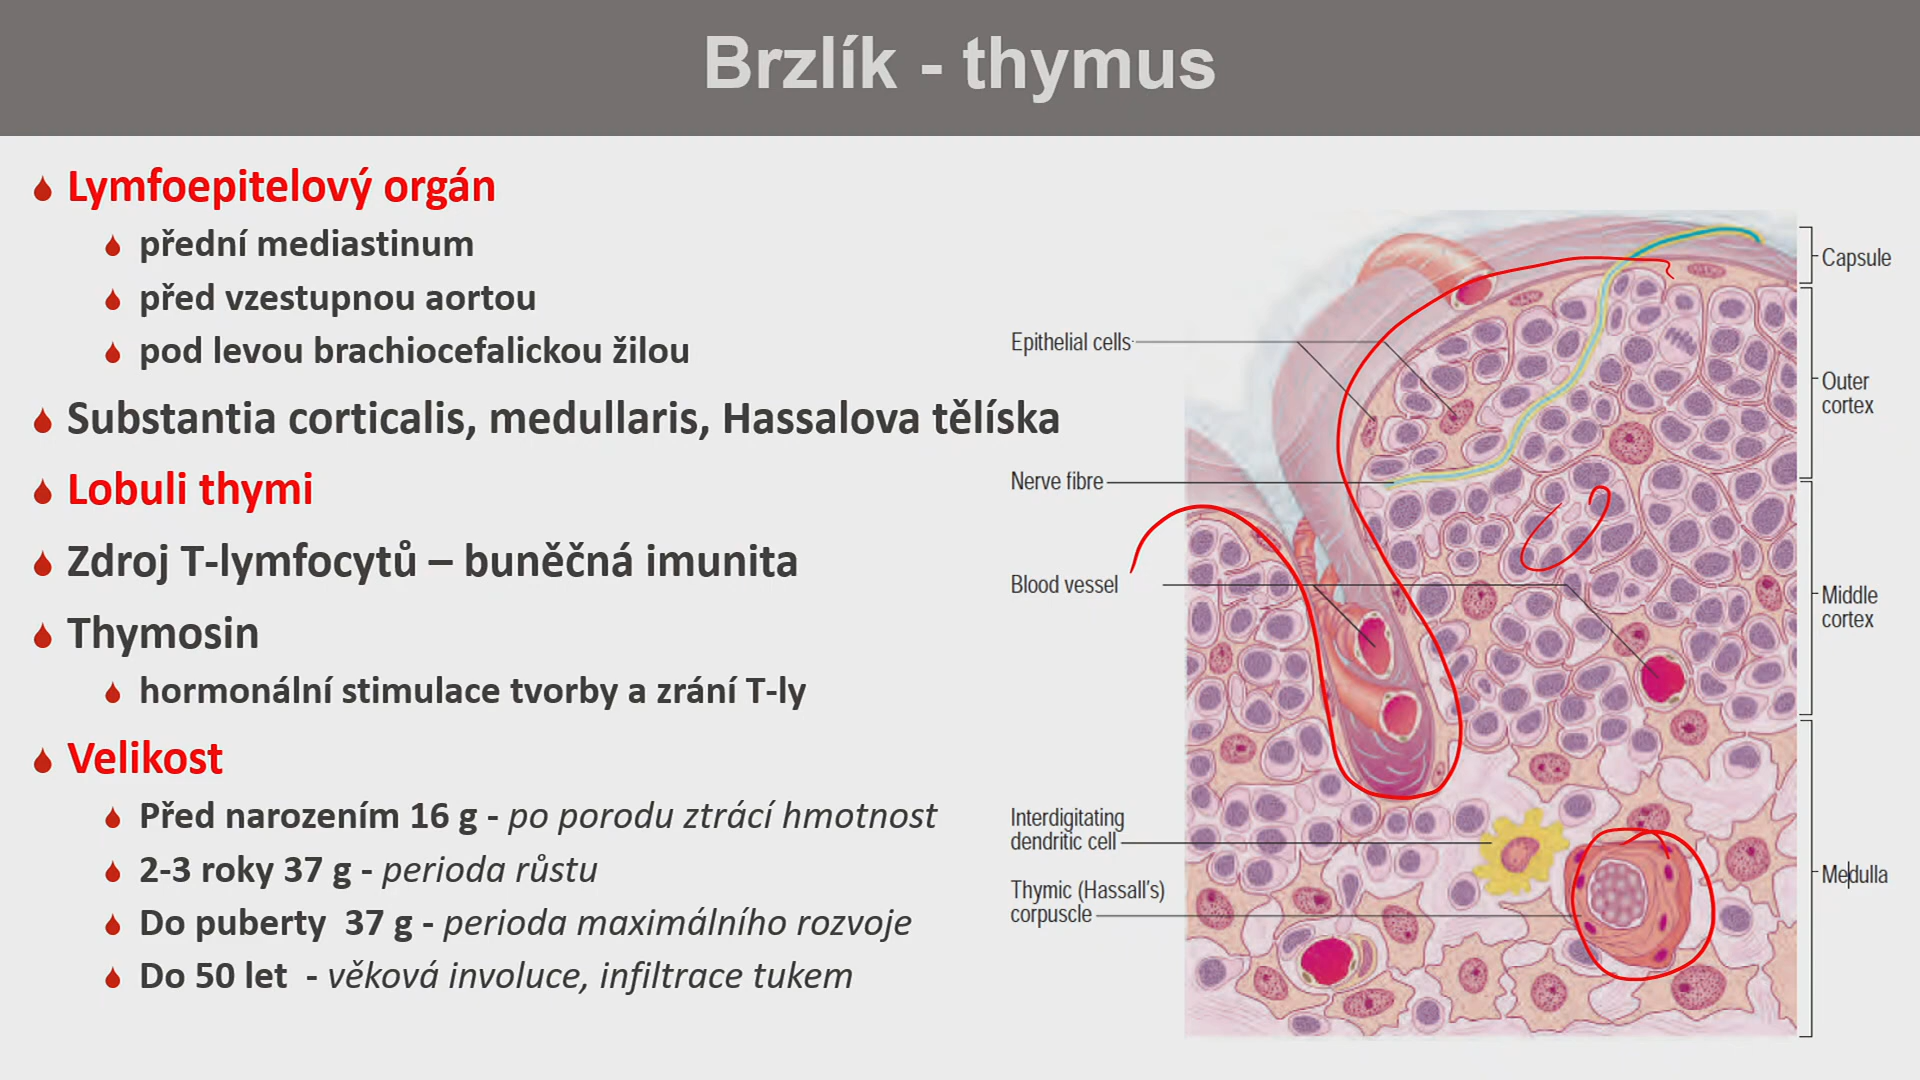 Brzlík - thymus
Lymfoepitelový orgán
přední mediastinum
před vzestupnou aortou
pod levou brachiocefalickou žilou
Substantia corticalis, medullaris, Hassalova tělíska
Lobuli thymi
Zdroj T-lymfocytů – buněčná imunita
Thymosin
hormonální stimulace tvorby a zrání T-ly
Velikost
Před narozením 16 g - po porodu ztrácí hmotnost
2-3 roky 37 g - perioda růstu
Do puberty 37 g - perioda maximálního rozvoje
Do 50 let - věková involuce, infiltrace tukem
Epithelial cells
Nerve fibre
Blood vessel
Interdigitating
dendritic cell
Thymic (Hassall's)
corpuscle
Capsule
Outer
cortex
Middle
cortex
Medulla